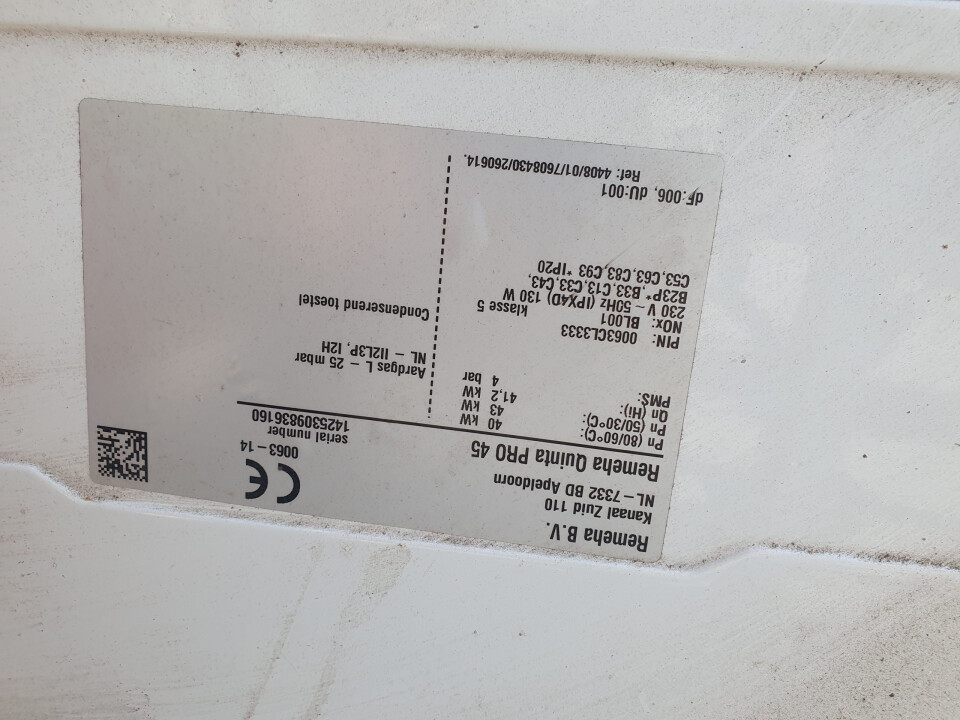 Remeha B.V.
Kanaal Zuid 110
NL-7332 BD Apeldoorn
Remeha Quinta PRO 45
CE
0063-14
serial number
1425309836160
Pn (80/60°C): 40 kW
Pn (50/30°C): 43 kW
Qn (Hi): 41,2 kW
PMS: 4 bar
PIN: 0063CL3333
BL001
NOx: klasse 5
230 V ~ 50Hz (IPX4D) 130 W
B23P*,B33,C13,C33,C43,
C53,C63,C83,C93 *IP20
dF:006, dU:001
Ref: 4408/01/7608430/260614.
Aardgas L - 25 mbar
NL - II2L3P, I2H
Condenserend toestel